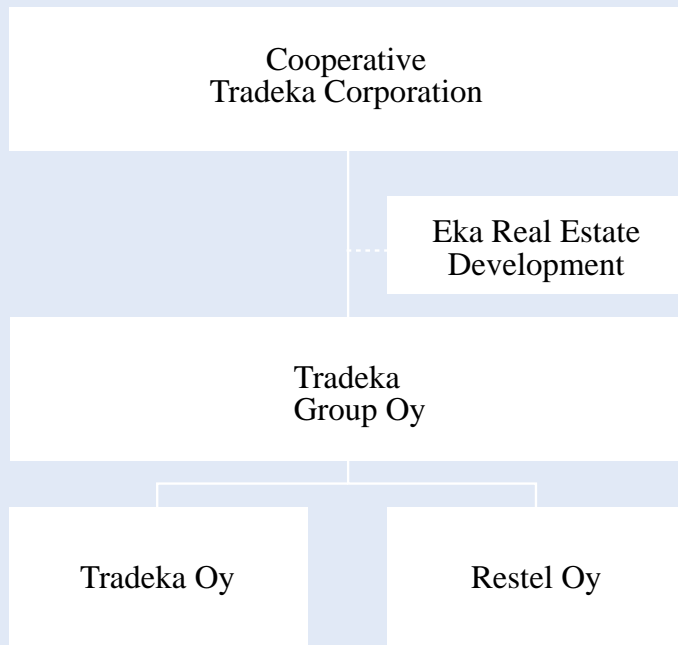 Cooperative
Tradeka Corporation
Eka Real Estate
Development
Tradeka
Group Oy
Tradeka Oy
Restel Oy